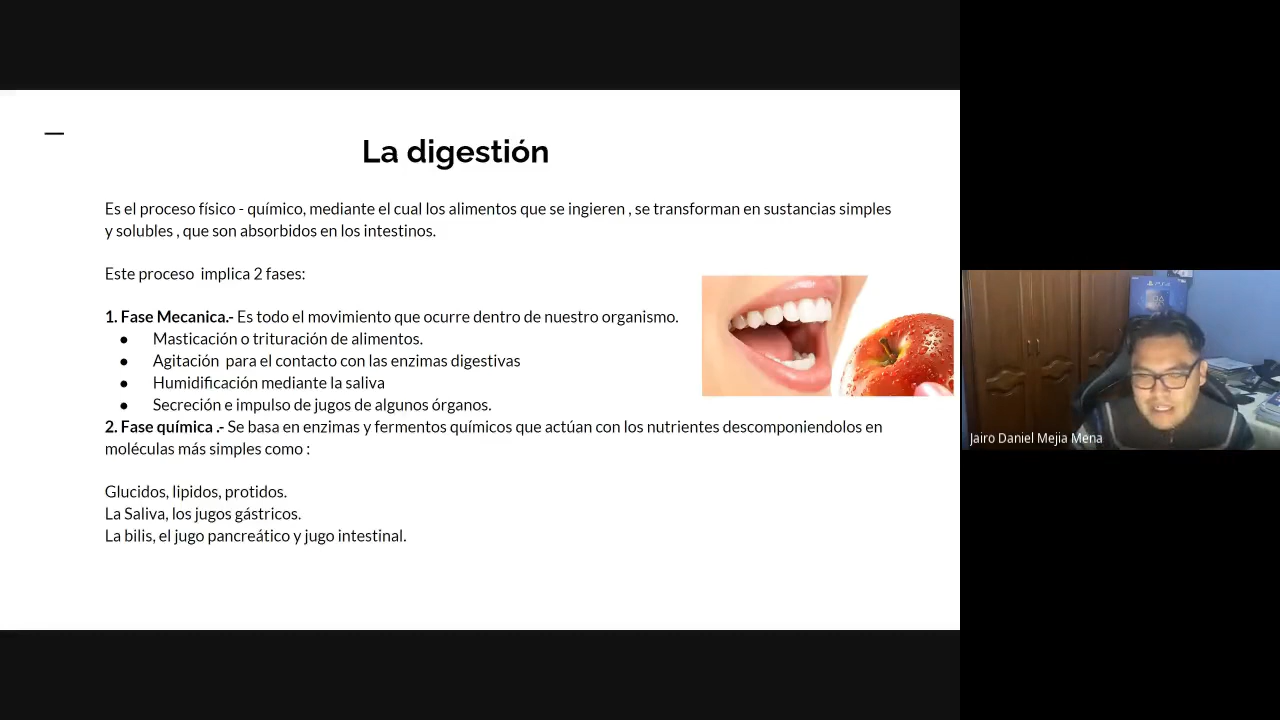 La digestión
Es el proceso físico - químico, mediante el cual los alimentos que se ingieren , se transforman en sustancias simples
y solubles , que son absorbidos en los intestinos.
Este proceso  implica 2 fases:
1. Fase Mecanica.- Es todo el movimiento que ocurre dentro de nuestro organismo.
● Masticación o trituración de alimentos.
● Agitación  para el contacto con las enzimas digestivas
● Humidificación mediante la saliva
● Secreción e impulso de jugos de algunos órganos.
2. Fase química .- Se basa en enzimas y fermentos químicos que actúan con los nutrientes descomponiendolos en
moléculas más simples como :
Glucidos, lipidos, protidos.
La Saliva, los jugos gástricos.
La bilis, el jugo pancreático y jugo intestinal.
PS4
Jairo Daniel Mejia Mena